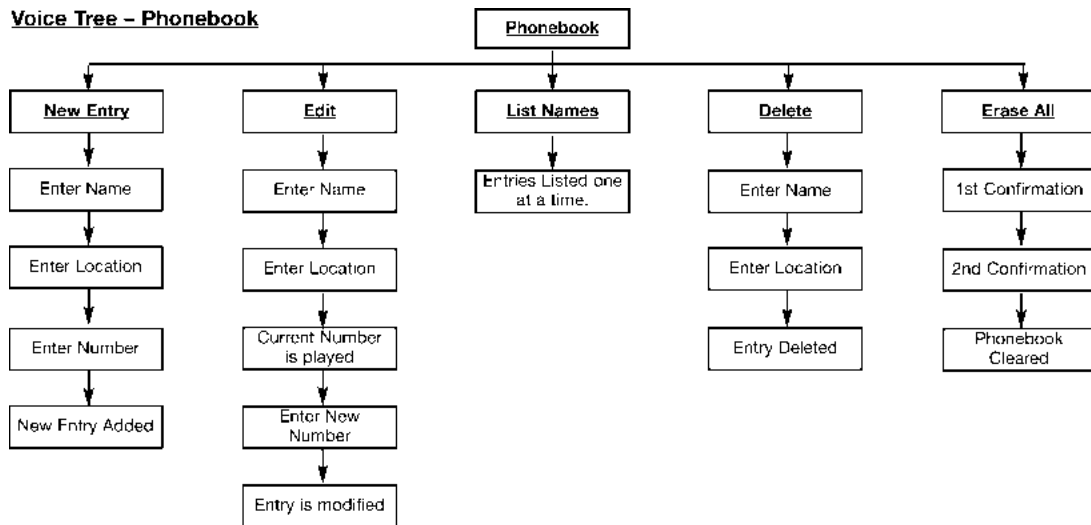 Voice Tree – Phonebook
Phonebook
New Entry
Enter Name
Enter Location
Enter Number
New Entry Added
Edit
Enter Name
Enter Location
Current Number
is played
Enter New
Number
Entry is modified
List Names
Entries Listed one
at a time.
Delete
Enter Name
Enter Location
Entry Deleted
Erase All
1st Confirmation
2nd Confirmation
Phonebook
Cleared